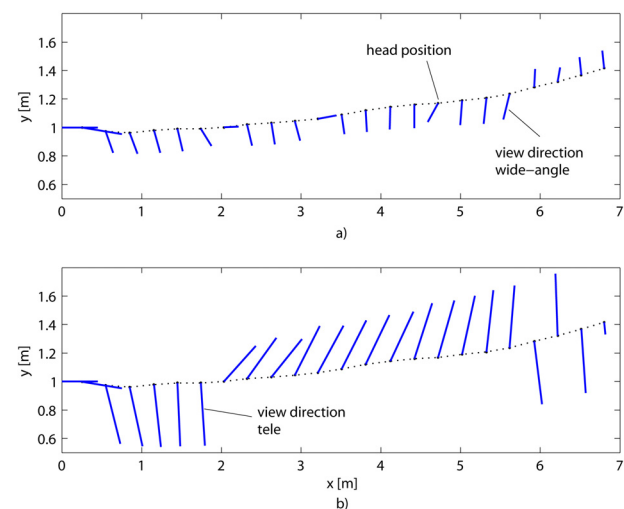 1.6
1.4
1.2
1
0.8
0.6
y [m]
head position
view direction
wide-angle
0 1 2 3 4 5 6 7
a)
1.6
1.4
1.2
1
0.8
0.6
y [m]
view direction
tele
0 1 2 3 4 5 6 7
x [m]
b)